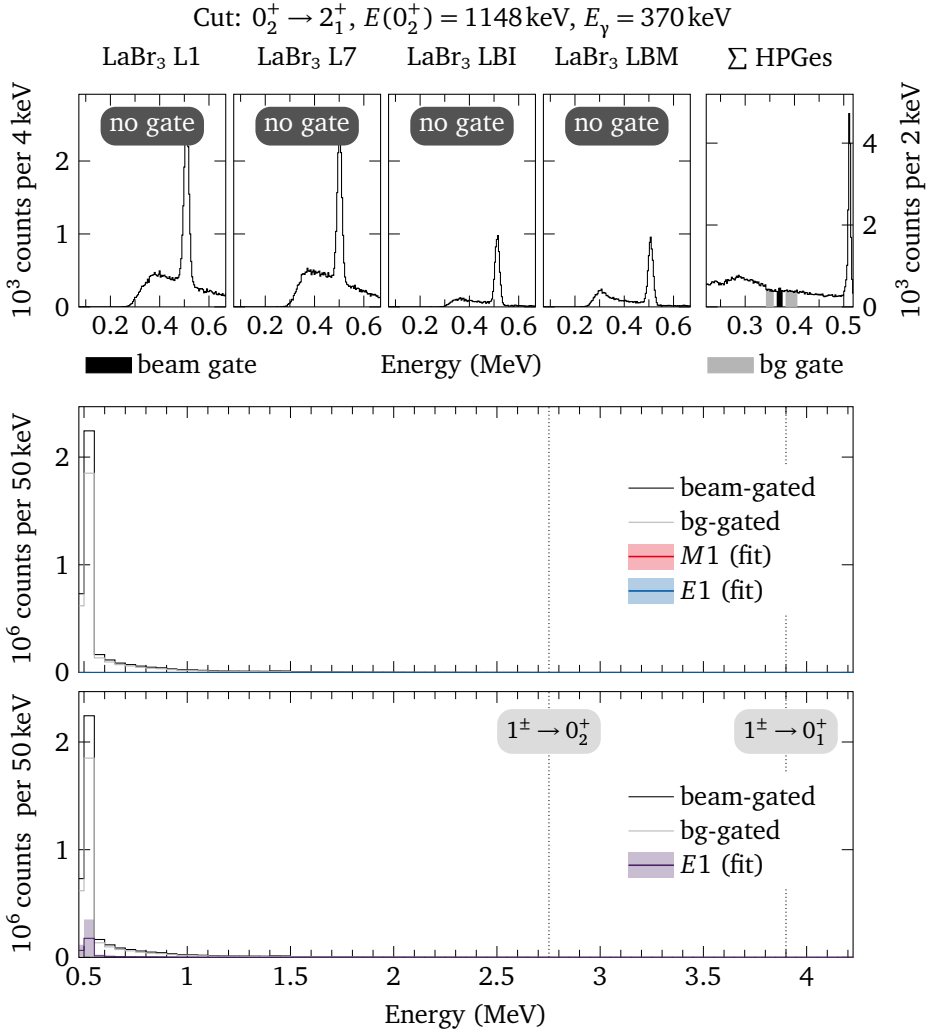 Cut: 0₂⁺ → 2₁⁺, E(0₂⁺) = 1148 keV, Eᵧ = 370 keV
LaBr₃ L1 LaBr₃ L7 LaBr₃ LBI LaBr₃ LBM ∑ HPGes
no gate no gate no gate no gate
10³ counts per 4 keV
2
1
0
10³ counts per 2 keV
4
2
0
0.2 0.4 0.6 0.2 0.4 0.6 0.2 0.4 0.6 0.2 0.4 0.6 0.3 0.4 0.5
beam gate Energy (MeV) bg gate
10⁶ counts per 50 keV
2
1
0
beam-gated
bg-gated
M1 (fit)
E1 (fit)
10⁶ counts per 50 keV
2
1
0
1± → 0₂⁺ 1± → 0₁⁺
beam-gated
bg-gated
E1 (fit)
0.5 1 1.5 2 2.5 3 3.5 4
Energy (MeV)